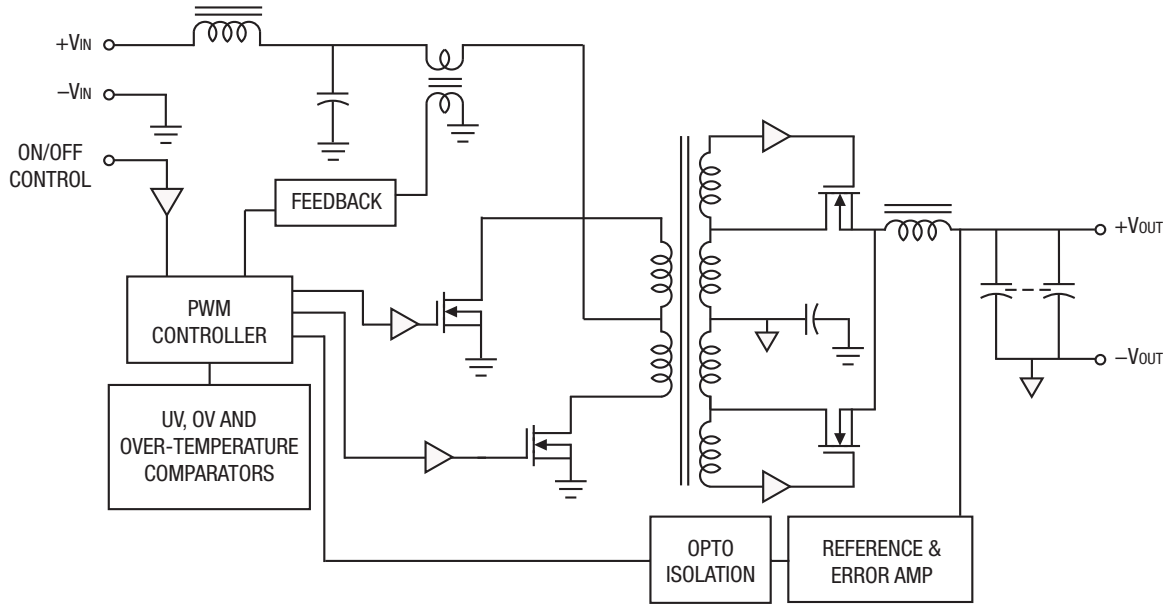 +VIN
−VIN
ON/OFF
CONTROL
FEEDBACK
PWM
CONTROLLER
UV, OV AND
OVER-TEMPERATURE
COMPARATORS
+VOUT
−VOUT
OPTO
ISOLATION
REFERENCE &
ERROR AMP